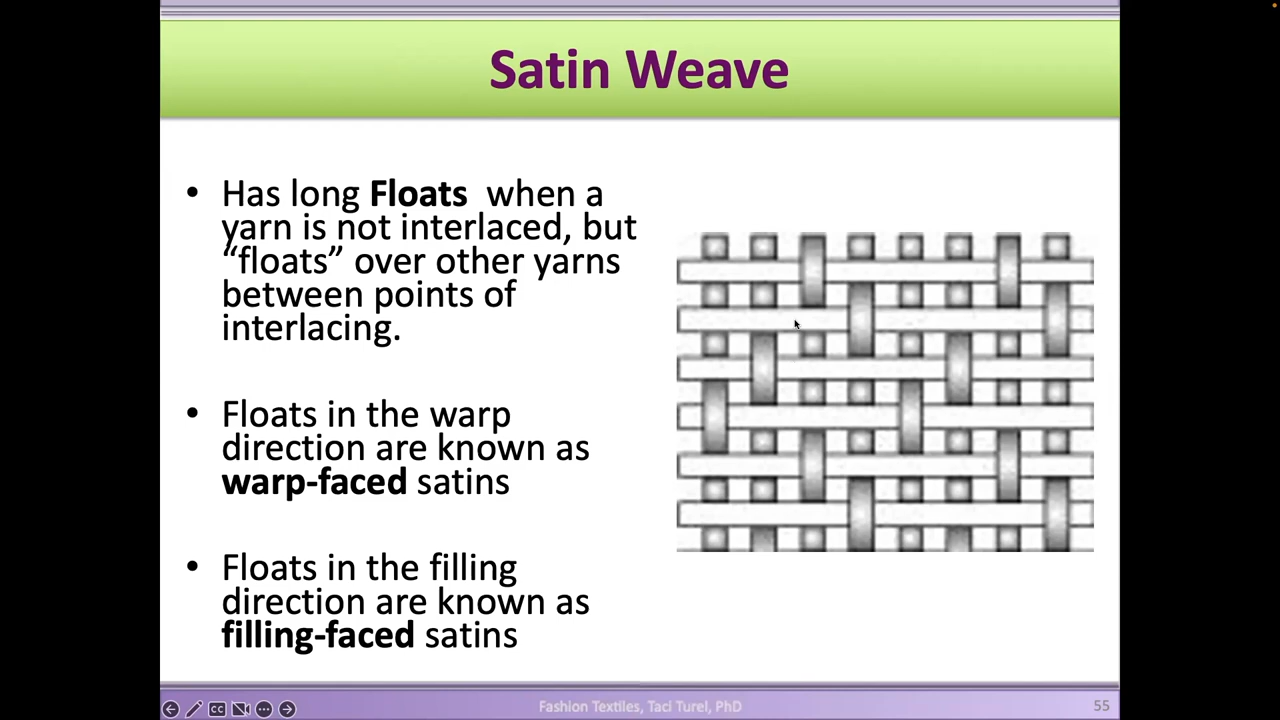 Satin Weave
• Has long Floats when a
yarn is not interlaced, but
“floats” over other yarns
between points of
interlacing.
• Floats in the warp
direction are known as
warp-faced satins
• Floats in the filling
direction are known as
filling-faced satins
CC
Fashion Textiles, Taci Turel, PhD
55